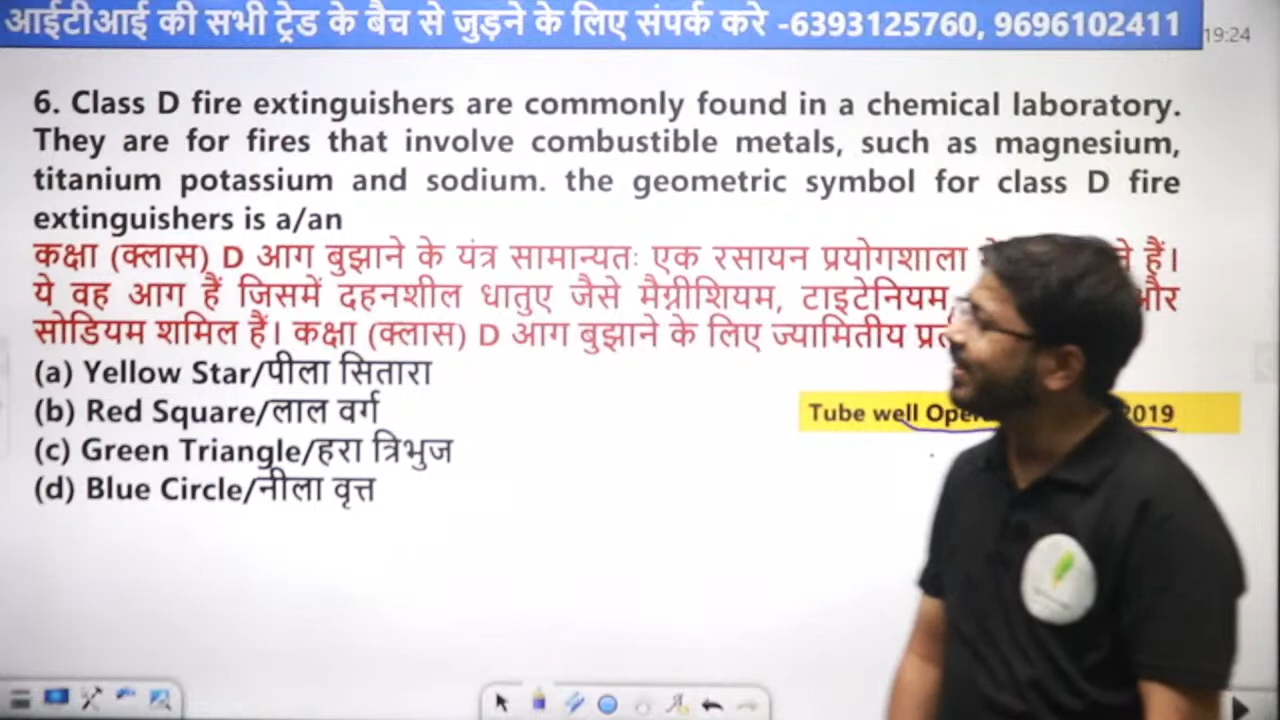 आईटीआई की सभी ट्रेड के बैच से जुड़ने के लिए संपर्क करे -6393125760, 9696102411
19:24
6. Class D fire extinguishers are commonly found in a chemical laboratory.
They are for fires that involve combustible metals, such as magnesium,
titanium potassium and sodium. the geometric symbol for class D fire
extinguishers is a/an
कक्षा (क्लास) D आग बुझाने के यंत्र सामान्यतः एक रसायन प्रयोगशाला हैं।
ये वह आग हैं जिसमें दहनशील धातुए जैसे मैग्नीशियम, टाइटेनियम, और
सोडियम शमिल हैं। कक्षा (क्लास) D आग बुझाने के लिए ज्यामितीय
(a) Yellow Star/पीला सितारा
(b) Red Square/लाल वर्ग
Tube well 2019
(c) Green Triangle/हरा त्रिभुज
(d) Blue Circle/नीला वृत्त